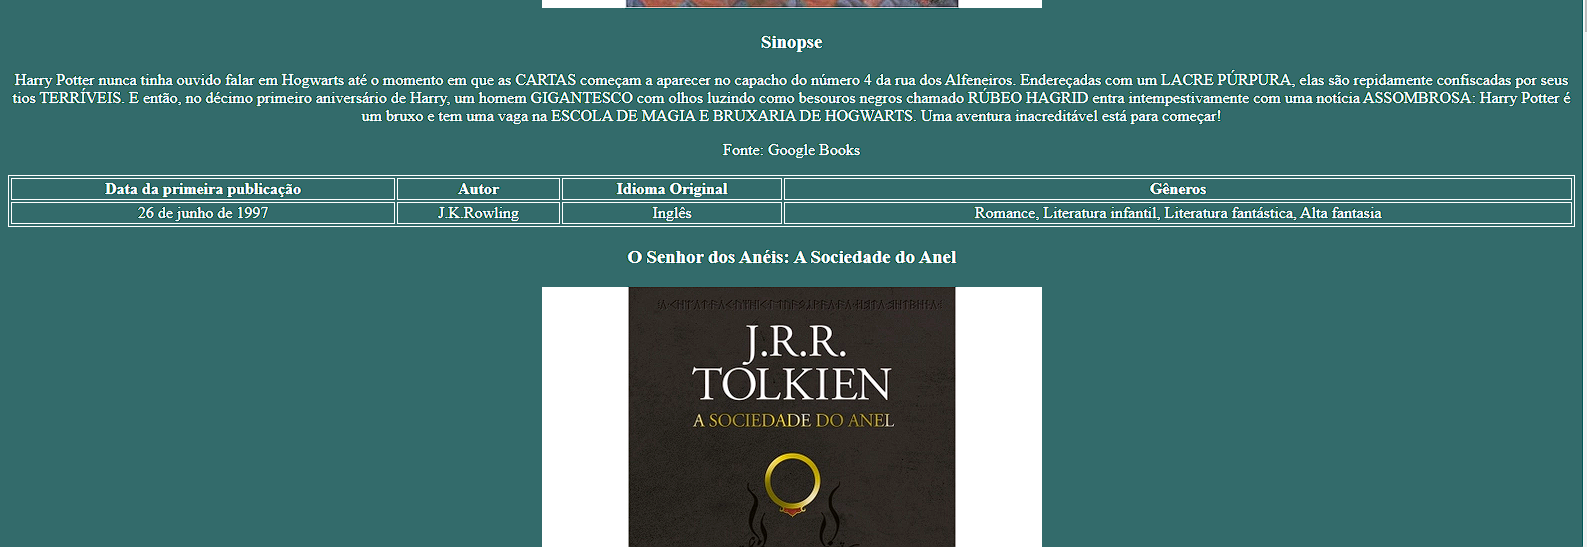 Sinopse
Harry Potter nunca tinha ouvido falar em Hogwarts até o momento em que as CARTAS começam a aparecer no capacho do número 4 da rua dos Alfeneiros. Endereçadas com um LACRE PÚRPURA, elas são repidamente confiscadas por seus
tios TERRÍVEIS. E então, no décimo primeiro aniversário de Harry, um homem GIGANTESCO com olhos luzindo como besouros negros chamado RÚBEO HAGRID entra intempestivamente com uma notícia ASSOMBROSA: Harry Potter é
um bruxo e tem uma vaga na ESCOLA DE MAGIA E BRUXARIA DE HOGWARTS. Uma aventura inacreditável está para começar!
Fonte: Google Books
Data da primeira publicação Autor Idioma Original Gêneros
26 de junho de 1997 J.K.Rowling Inglês Romance, Literatura infantil, Literatura fantástica, Alta fantasia
O Senhor dos Anéis: A Sociedade do Anel
J.R.R.
TOLKIEN
A SOCIEDADE DO ANEL